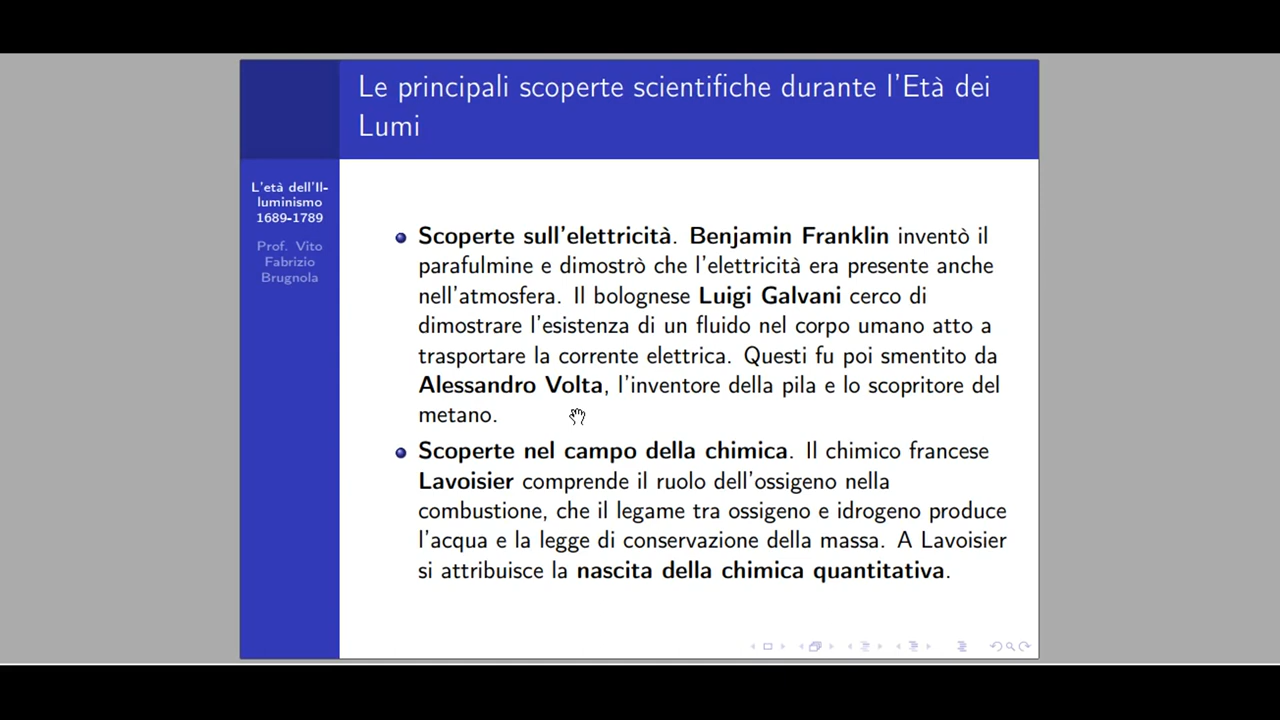 Le principali scoperte scientifiche durante l'Età dei
Lumi
L'età dell'Il-
luminismo
1689-1789
Prof. Vito
Fabrizio
Brugnola
Scoperte sull'elettricità. Benjamin Franklin inventò il
parafulmine e dimostrò che l'elettricità era presente anche
nell'atmosfera. Il bolognese Luigi Galvani cerco di
dimostrare l'esistenza di un fluido nel corpo umano atto a
trasportare la corrente elettrica. Questi fu poi smentito da
Alessandro Volta, l'inventore della pila e lo scopritore del
metano.
Scoperte nel campo della chimica. Il chimico francese
Lavoisier comprende il ruolo dell'ossigeno nella
combustione, che il legame tra ossigeno e idrogeno produce
l'acqua e la legge di conservazione della massa. A Lavoisier
si attribuisce la nascita della chimica quantitativa.